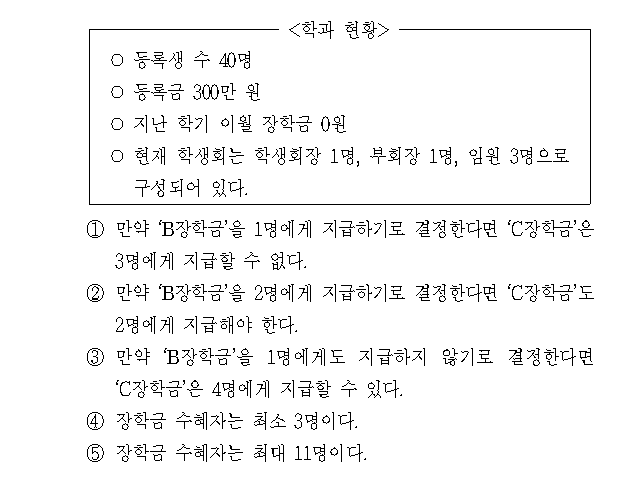 <학과 현황>
○ 등록생 수 40명
○ 등록금 300만 원
○ 지난 학기 이월 장학금 0원
○ 현재 학생회는 학생회장 1명, 부회장 1명, 임원 3명으로
구성되어 있다.
① 만약 ‘B장학금’을 1명에게 지급하기로 결정한다면 ‘C장학금’은
3명에게 지급할 수 없다.
② 만약 ‘B장학금’을 2명에게 지급하기로 결정한다면 ‘C장학금’도
2명에게 지급해야 한다.
③ 만약 ‘B장학금’을 1명에게도 지급하지 않기로 결정한다면
‘C장학금’은 4명에게 지급할 수 있다.
④ 장학금 수혜자는 최소 3명이다.
⑤ 장학금 수혜자는 최대 11명이다.